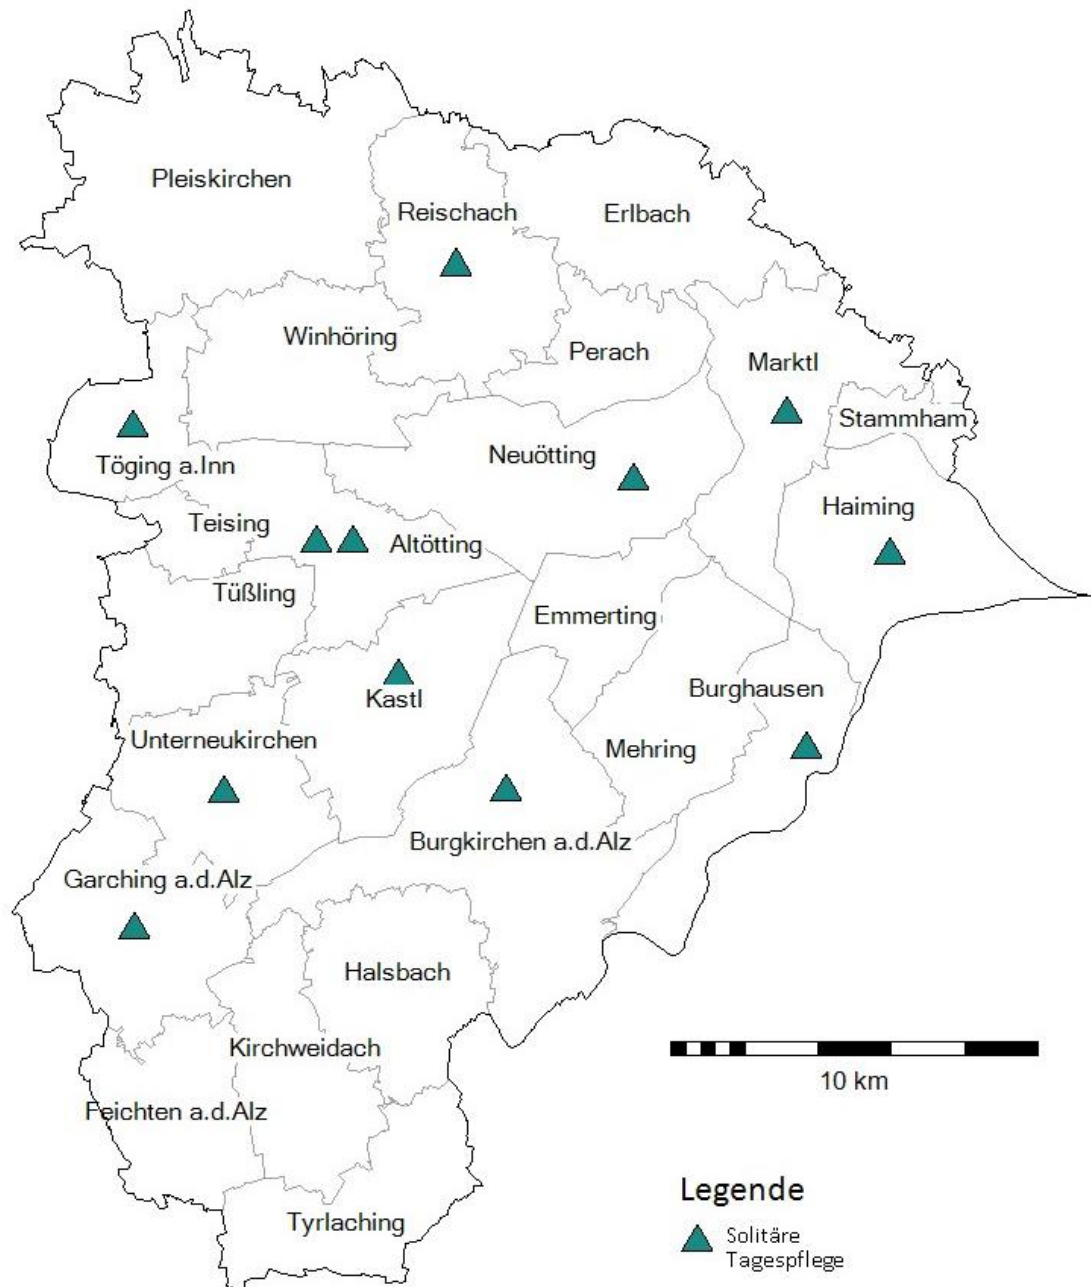 Pleiskirchen
Reischach
Erlbach
Winhöring
Perach
Marktl
Stammham
Töging a.Inn
Neuötting
Haiming
Teising
Altötting
Tüßling
Emmerting
Kastl
Burghausen
Unterneukirchen
Mehring
Burgkirchen a.d.Alz
Garching a.d.Alz
Halsbach
Kirchweidach
10 km
Feichten a.d.Alz
Tyrlaching
Legende
Solitäre
Tagespflege